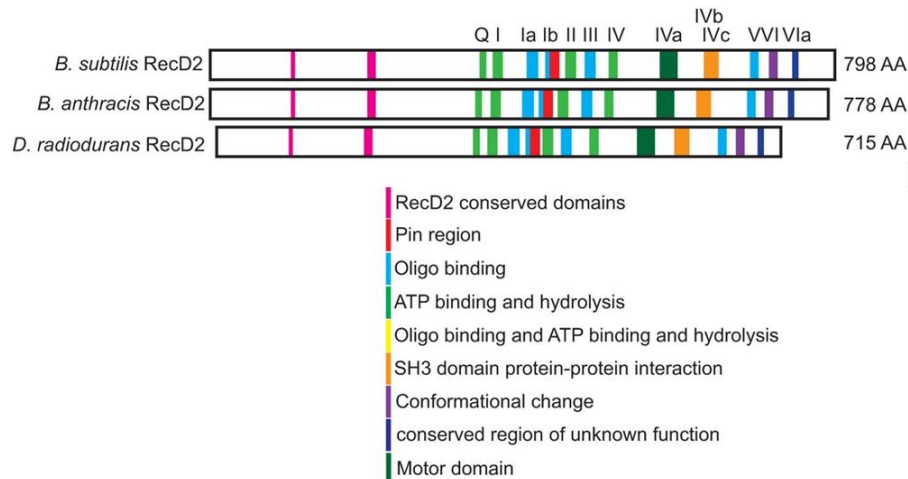 IVb
Q I Ia Ib II III IV IVa IVc VVI VIa
B. subtilis RecD2 798 AA
B. anthracis RecD2 778 AA
D. radiodurans RecD2 715 AA
RecD2 conserved domains
Pin region
Oligo binding
ATP binding and hydrolysis
Oligo binding and ATP binding and hydrolysis
SH3 domain protein-protein interaction
Conformational change
conserved region of unknown function
Motor domain